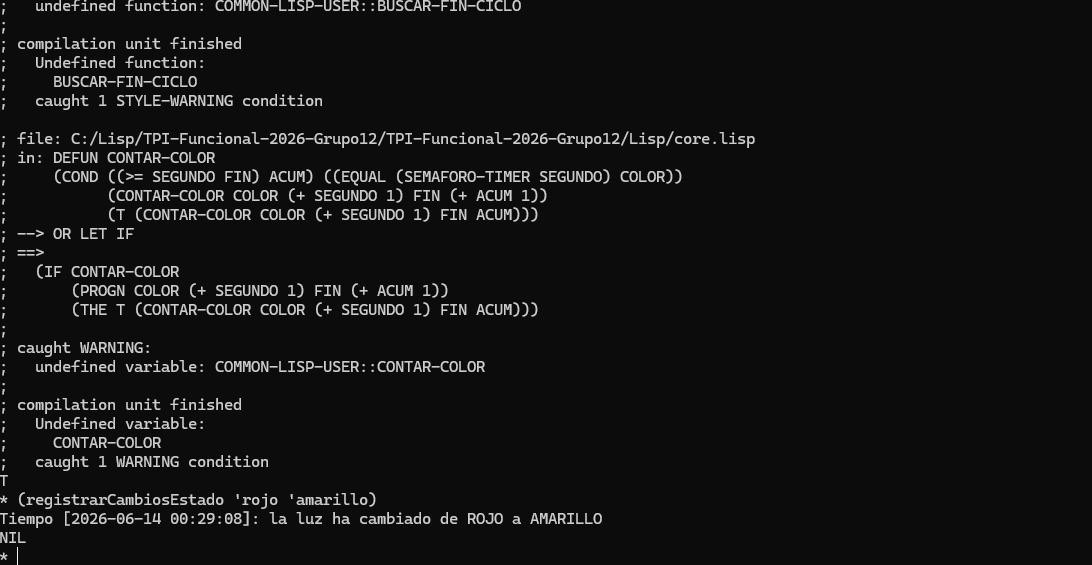 ;   undefined function: COMMON-LISP-USER::BUSCAR-FIN-CICLO
;
; compilation unit finished
;   Undefined function:
;     BUSCAR-FIN-CICLO
;   caught 1 STYLE-WARNING condition

; file: C:/Lisp/TPI-Funcional-2026-Grupo12/TPI-Funcional-2026-Grupo12/Lisp/core.lisp
; in: DEFUN CONTAR-COLOR
;     (COND ((>= SEGUNDO FIN) ACUM) ((EQUAL (SEMAFORO-TIMER SEGUNDO) COLOR))
;           (CONTAR-COLOR COLOR (+ SEGUNDO 1) FIN (+ ACUM 1))
;           (T (CONTAR-COLOR COLOR (+ SEGUNDO 1) FIN ACUM)))
; --> OR LET IF
; ==>
;   (IF CONTAR-COLOR
;       (PROGN COLOR (+ SEGUNDO 1) FIN (+ ACUM 1))
;       (THE T (CONTAR-COLOR COLOR (+ SEGUNDO 1) FIN ACUM)))
;
; caught WARNING:
;   undefined variable: COMMON-LISP-USER::CONTAR-COLOR
;
; compilation unit finished
;   Undefined variable:
;     CONTAR-COLOR
;   caught 1 WARNING condition
T
* (registrarCambiosEstado 'rojo 'amarillo)
Tiempo [2026-06-14 00:29:08]: la luz ha cambiado de ROJO a AMARILLO
NIL
*